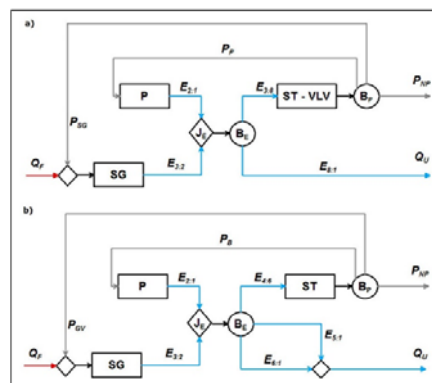 a)
P_P
P
E_2:1
E_3:6
ST - VLV
B_P
P_NP
P_SG
J_E
B_E
Q_F
SG
E_3:2
E_6:1
Q_U
b)
P_B
P
E_2:1
E_4:6
ST
B_P
P_NP
P_GV
J_E
B_E
E_5:1
Q_F
SG
E_3:2
E_6:1
Q_U